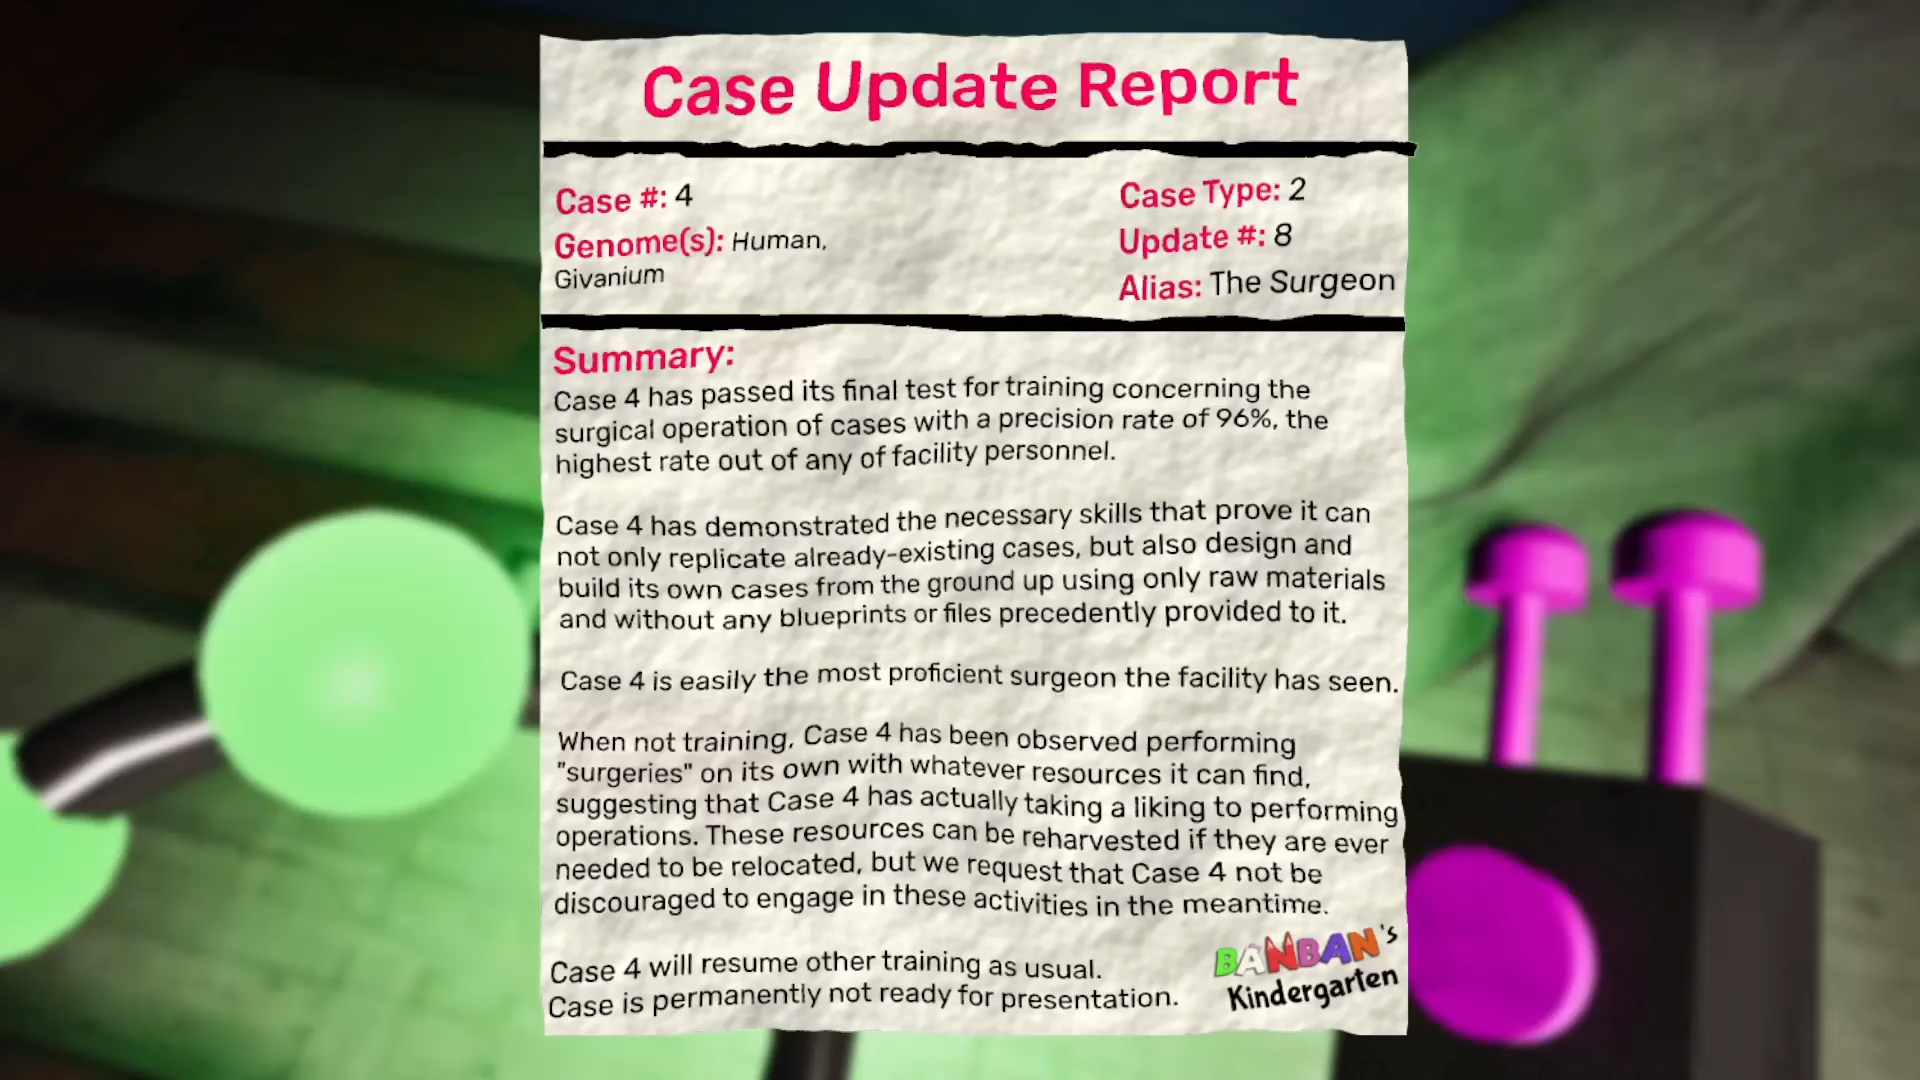 Case Update Report
Case #: 4
Genome(s): Human,
Givanium
Case Type: 2
Update #: 8
Alias: The Surgeon
Summary:
Case 4 has passed its final test for training concerning the
surgical operation of cases with a precision rate of 96%, the
highest rate out of any of facility personnel.
Case 4 has demonstrated the necessary skills that prove it can
not only replicate already-existing cases, but also design and
build its own cases from the ground up using only raw materials
and without any blueprints or files precedently provided to it.
Case 4 is easily the most proficient surgeon the facility has seen.
When not training, Case 4 has been observed performing
"surgeries" on its own with whatever resources it can find,
suggesting that Case 4 has actually taking a liking to performing
operations. These resources can be reharvested if they are ever
needed to be relocated, but we request that Case 4 not be
discouraged to engage in these activities in the meantime.
Case 4 will resume other training as usual.
Case is permanently not ready for presentation.
BANBAN's
Kindergarten